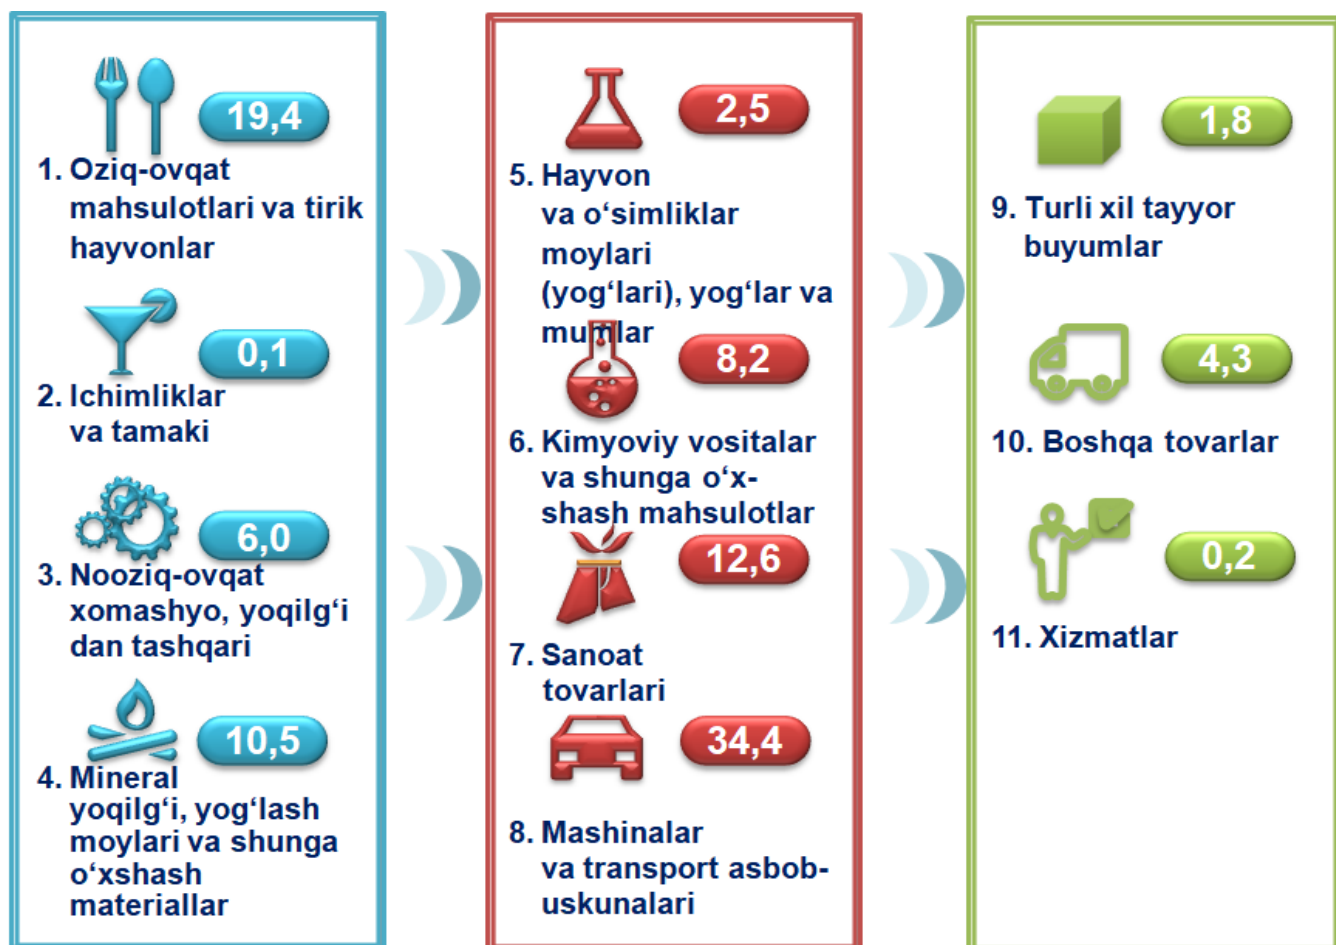 19,4
1. Oziq-ovqat
mahsulotlari va tirik
hayvonlar
0,1
2. Ichimliklar
va tamaki
6,0
3. Nooziq-ovqat
xomashyo, yoqilg‘i
dan tashqari
10,5
4. Mineral
yoqilg‘i, yog‘lash
moylari va shunga
o‘xshash
materiallar
2,5
5. Hayvon
va o‘simliklar
moylari
(yog‘lari), yog‘lar va
mumlar
8,2
6. Kimyoviy vositalar
va shunga o‘x-
shash mahsulotlar
12,6
7. Sanoat
tovarlari
34,4
8. Mashinalar
va transport asbob-
uskunalari
1,8
9. Turli xil tayyor
buyumlar
4,3
10. Boshqa tovarlar
0,2
11. Xizmatlar